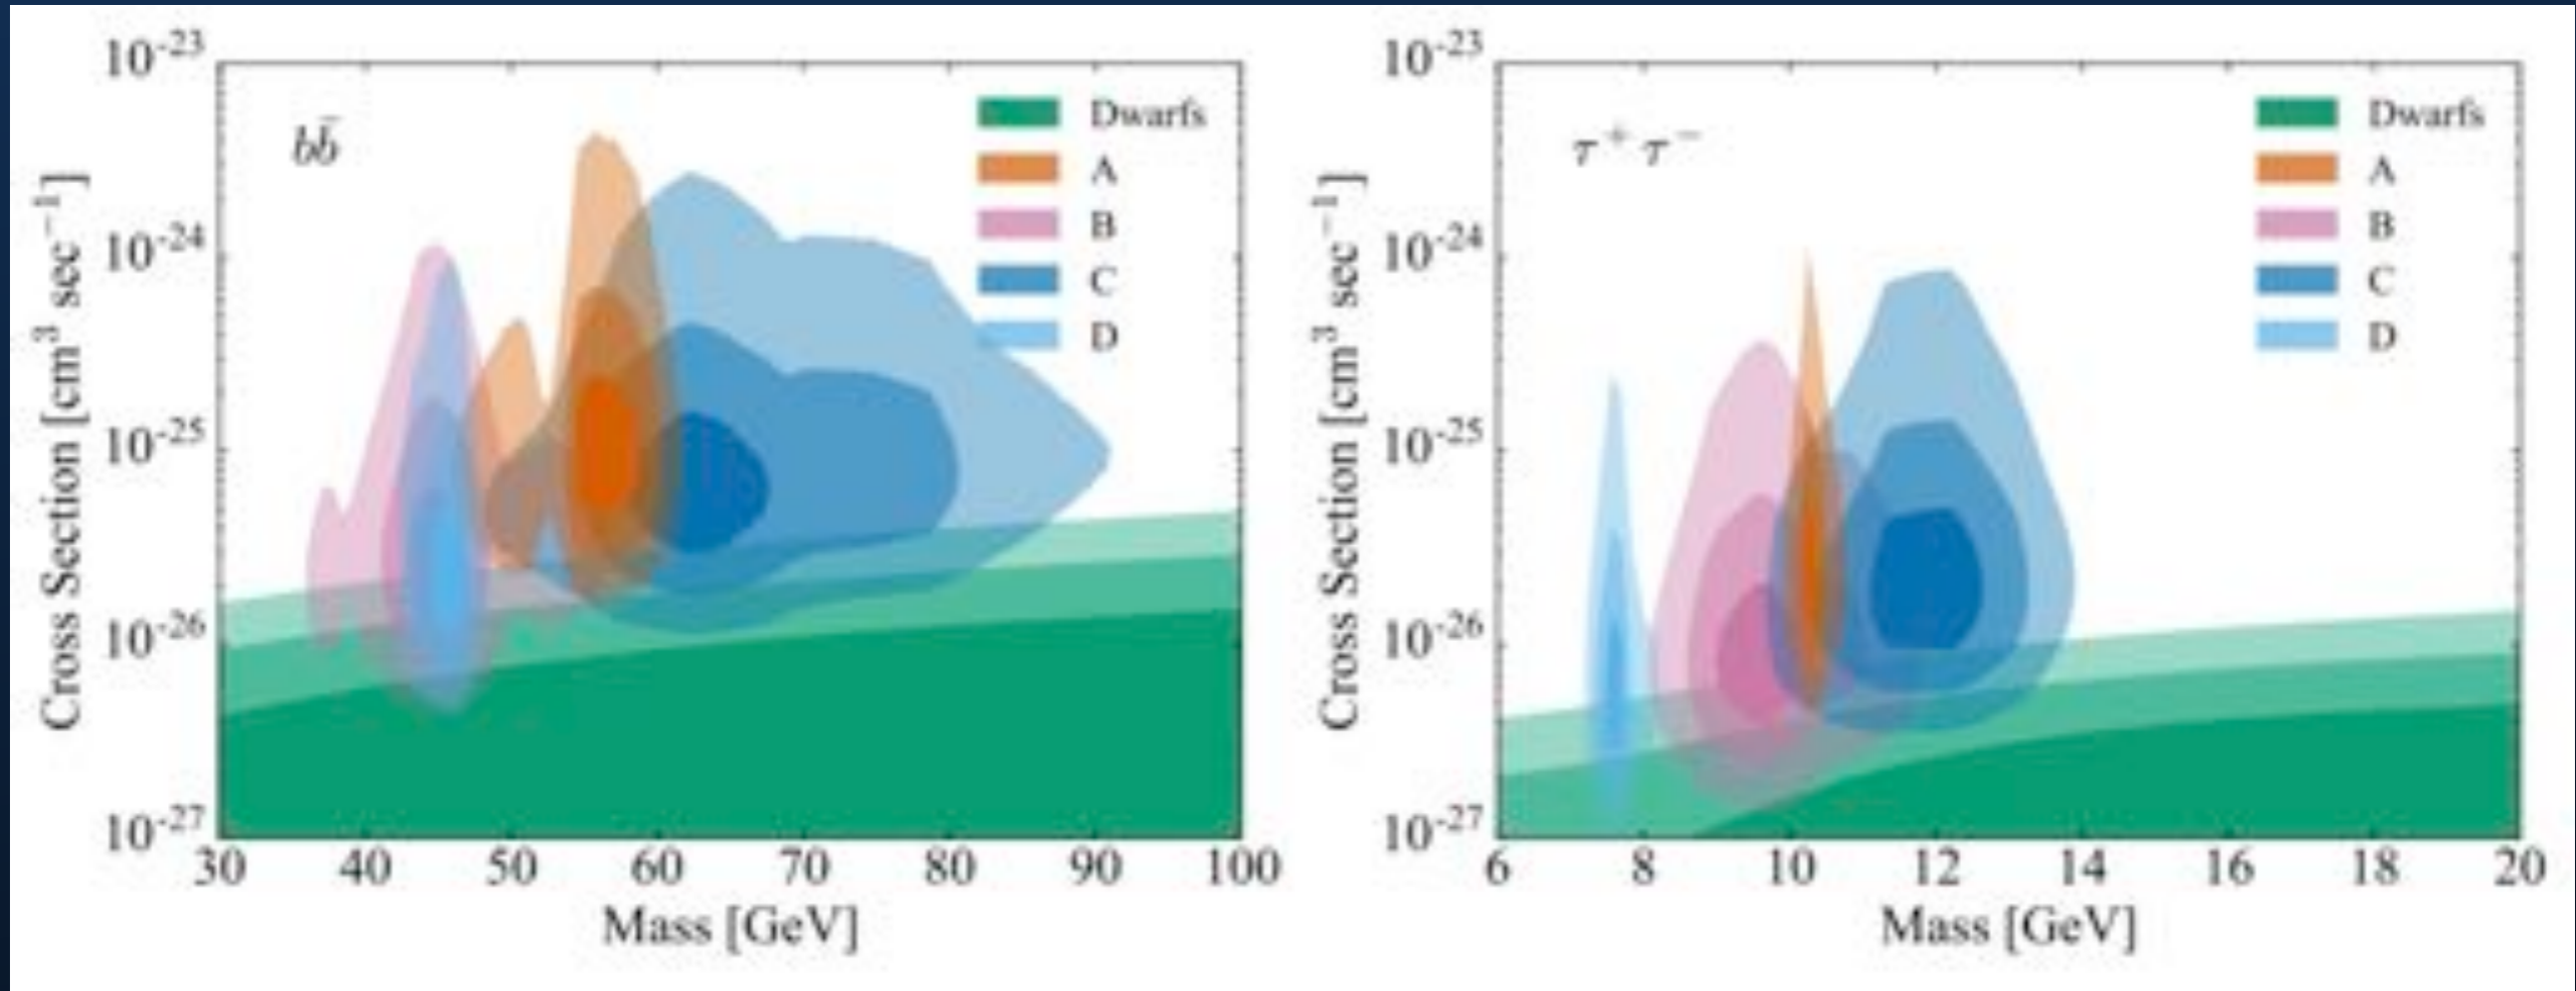 10⁻²³
10⁻²⁴
10⁻²⁵
10⁻²⁶
10⁻²⁷
Cross Section [cm³ sec⁻¹]
bb̄
Dwarfs
A
B
C
D
30 40 50 60 70 80 90 100
Mass [GeV]
10⁻²³
10⁻²⁴
10⁻²⁵
10⁻²⁶
10⁻²⁷
Cross Section [cm³ sec⁻¹]
τ⁺τ⁻
Dwarfs
A
B
C
D
6 8 10 12 14 16 18 20
Mass [GeV]